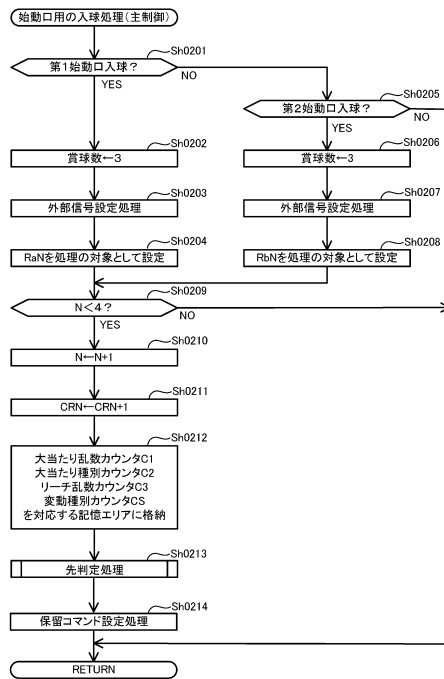 始動口用の入球処理(主制御)
Sh0201
第1始動口入球?
NO
YES
Sh0205
第2始動口入球?
NO
YES
Sh0202
賞球数←3
Sh0206
賞球数←3
Sh0203
外部信号設定処理
Sh0207
外部信号設定処理
Sh0204
RaNを処理の対象として設定
Sh0208
RbNを処理の対象として設定
Sh0209
N<4?
NO
YES
Sh0210
N←N+1
Sh0211
CRN←CRN+1
Sh0212
大当たり乱数カウンタC1
大当たり種別カウンタC2
リーチ乱数カウンタC3
変動種別カウンタCS
を対応する記憶エリアに格納
Sh0213
先判定処理
Sh0214
保留コマンド設定処理
RETURN